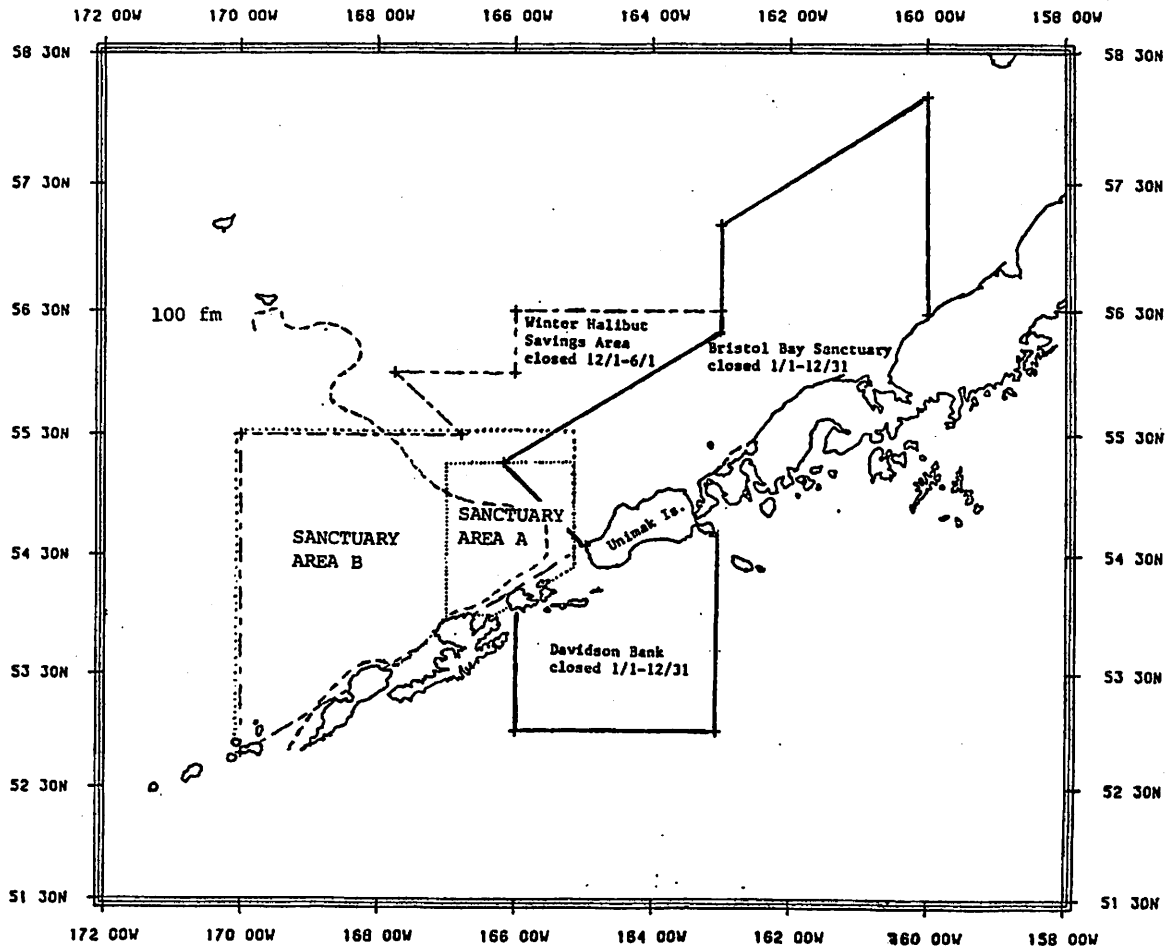 172 00W 170 00W 168 00W 166 00W 164 00W 162 00W 160 00W 158 00W
58 30N 58 30N
57 30N 57 30N
100 fm 56 30N 56 30N
Winter Halibut
Savings Area
closed 12/1-6/1
Bristol Bay Sanctuary
closed 1/1-12/31
55 30N 55 30N
SANCTUARY
AREA A
Unimak Is.
SANCTUARY
AREA B
54 30N 54 30N
Davidson Bank
closed 1/1-12/31
53 30N 53 30N
52 30N 52 30N
51 30N 51 30N
172 00W 170 00W 168 00W 166 00W 164 00W 162 00W 160 00W 158 00W